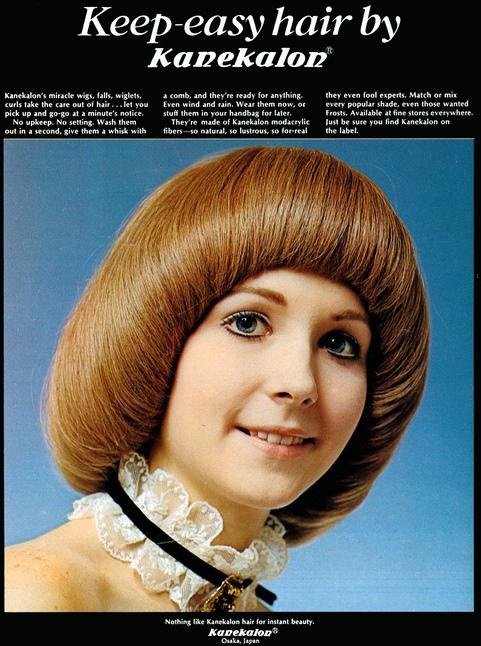 Keep-easy hair by
Kanekalon®
Kanekalon's miracle wigs, falls, wiglets,
curls take the care out of hair . . . let you
pick up and go-go at a minute's notice.
No upkeep. No setting. Wash them
out in a second, give them a whisk with
a comb, and they're ready for anything.
Even wind and rain. Wear them now, or
stuff them in your handbag for later.
They're made of Kanekalon modacrylic
fibers—so natural, so lustrous, so for-real
they even fool experts. Match or mix
every popular shade, even those wanted
Frosts. Available at fine stores everywhere.
Just be sure you find Kanekalon on
the label.
Nothing like Kanekalon hair for instant beauty.
Kanekalon®
Osaka, Japan